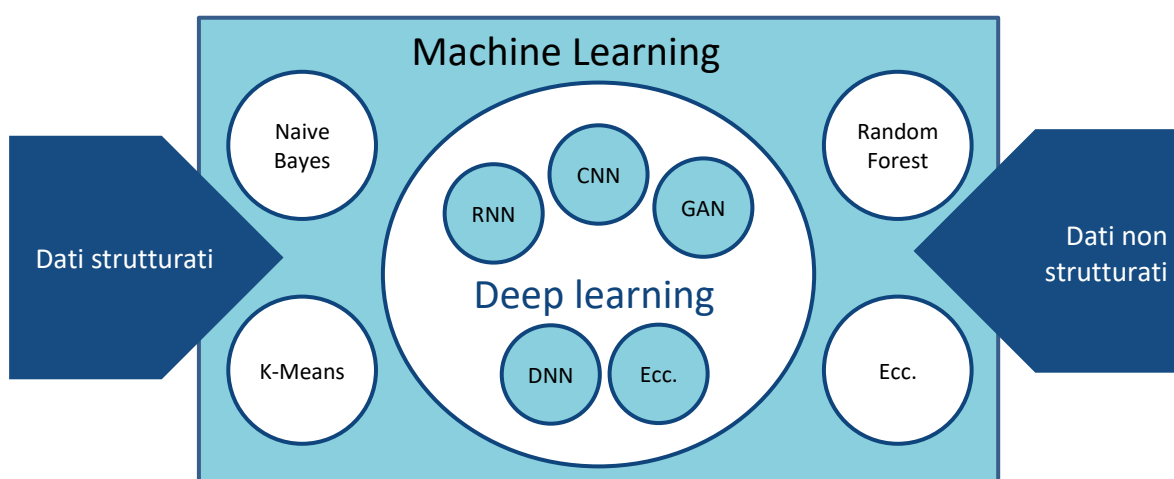 Machine Learning
Naive
Bayes
Random
Forest
CNN
RNN
GAN
Dati strutturati
Dati non
strutturati
Deep learning
K-Means
DNN
Ecc.
Ecc.